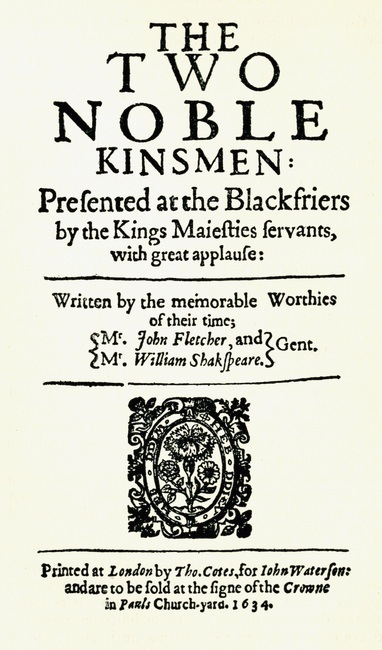 THE
TWO
NOBLE
KINSMEN:
Preſented at the Blackfriers
by the Kings Maieſties ſervants,
with great applauſe:
Written by the memorable Worthies
of their time;
{Mr. John Fletcher, and} Gent.
{Mr. William Shakſpeare.}
Printed at London by Tho. Cotes, for Iohn Waterſon:
and are to be ſold at the ſigne of the Crowne
in Pauls Church-yard. 1634.